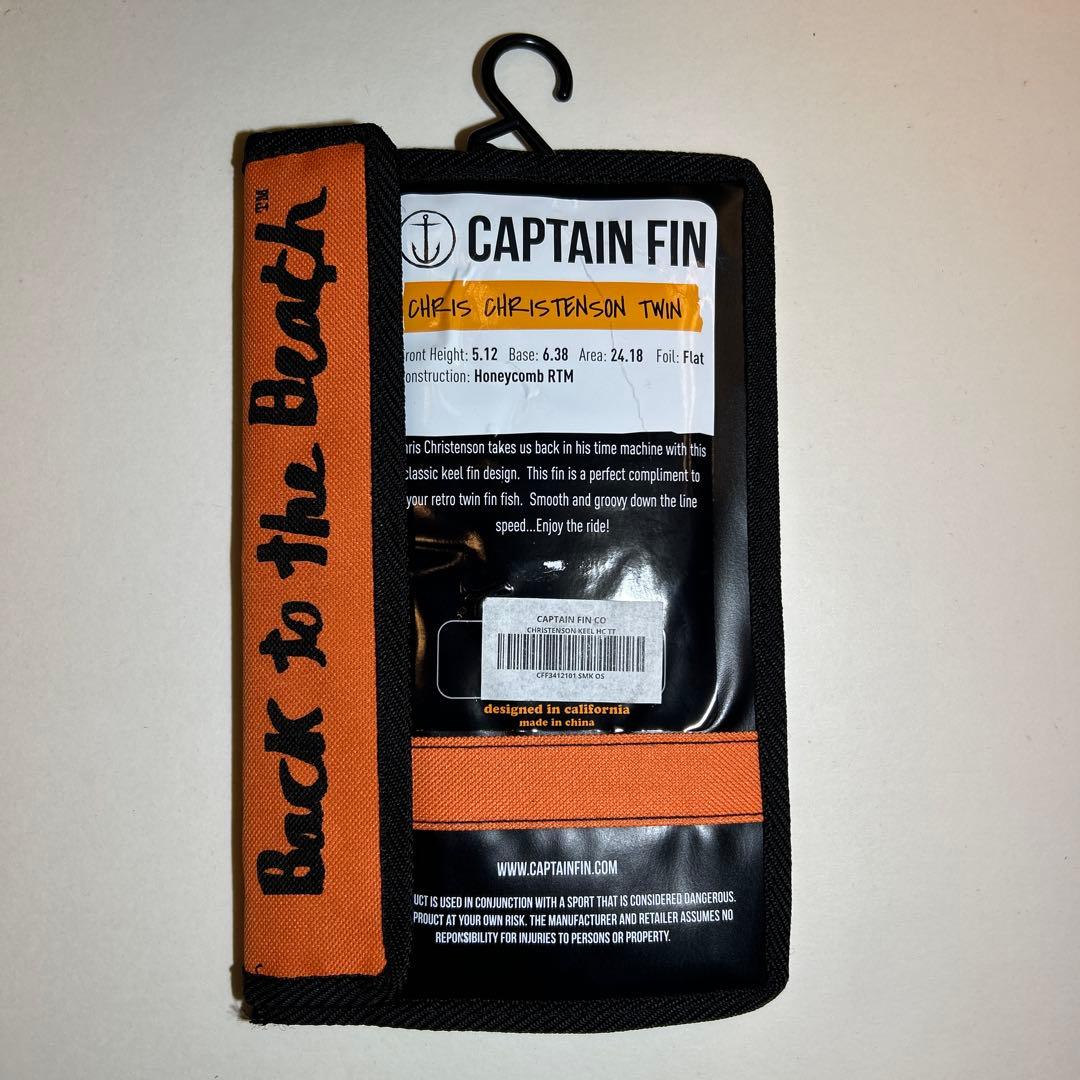 Back to the Beach™
CAPTAIN FIN
CHRIS CHRISTENSON TWIN
ront Height: 5.12 Base: 6.38 Area: 24.18 Foil: Flat
onstruction: Honeycomb RTM
hris Christenson takes us back in his time machine with this
classic keel fin design. This fin is a perfect compliment to
your retro twin fin fish. Smooth and groovy down the line
speed...Enjoy the ride!
CAPTAIN FIN CO
CHRISTENSON KEEL HC TT
CFF3412101 SMK OS
designed in california
made in china
WWW.CAPTAINFIN.COM
UCT IS USED IN CONJUNCTION WITH A SPORT THAT IS CONSIDERED DANGEROUS.
PRODUCT AT YOUR OWN RISK. THE MANUFACTURER AND RETAILER ASSUMES NO
REPONSIBILITY FOR INJURIES TO PERSONS OR PROPERTY.